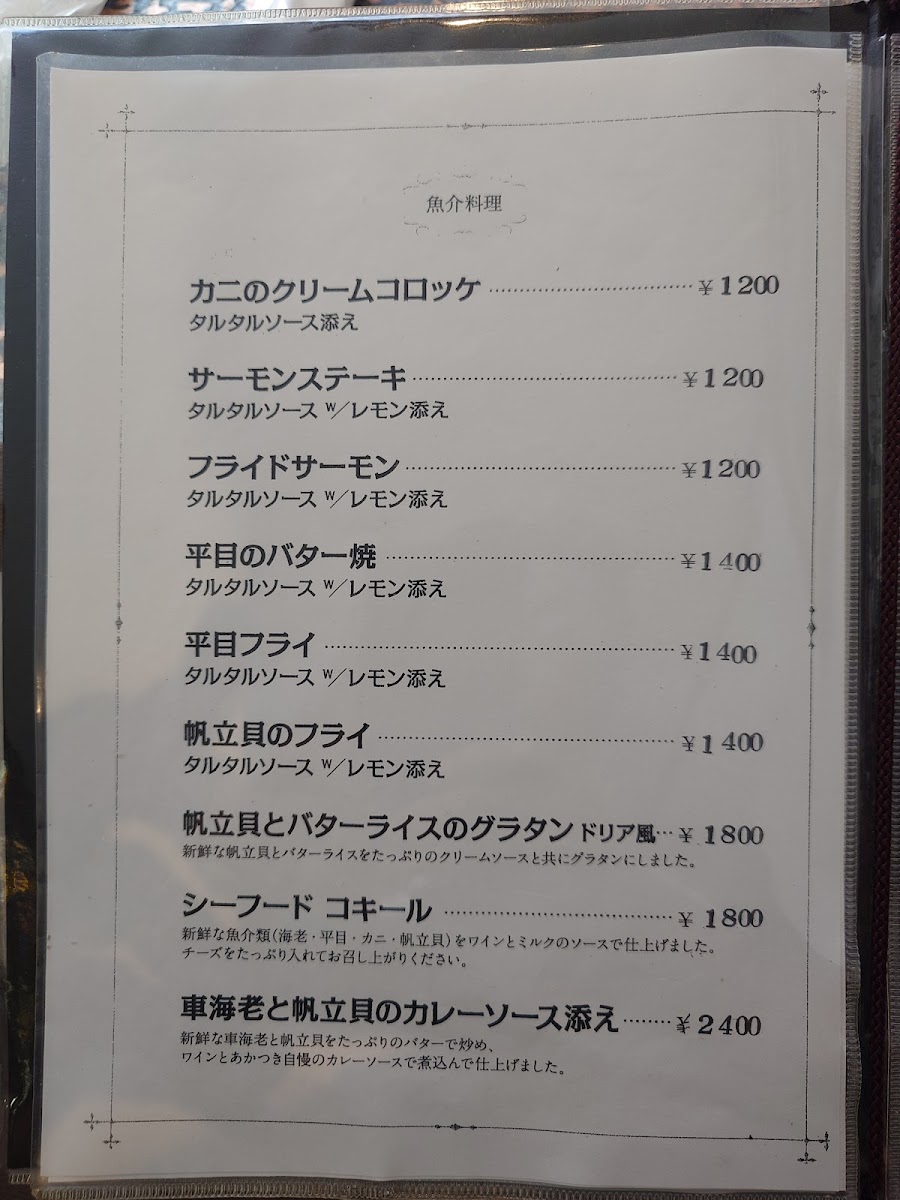 魚介料理
カニのクリームコロッケ ¥1200
タルタルソース添え
サーモンステーキ ¥1200
タルタルソース w/レモン添え
フライドサーモン ¥1200
タルタルソース w/レモン添え
平目のバター焼 ¥1400
タルタルソース w/レモン添え
平目フライ ¥1400
タルタルソース w/レモン添え
帆立貝のフライ ¥1400
タルタルソース w/レモン添え
帆立貝とバターライスのグラタン ドリア風 ¥1800
新鮮な帆立貝とバターライスをたっぷりのクリームソースと共にグラタンにしました。
シーフード コキール ¥1800
新鮮な魚介類(海老・平目・カニ・帆立貝)をワインとミルクのソースで仕上げました。
チーズをたっぷり入れてお召し上がりください。
車海老と帆立貝のカレーソース添え ¥2400
新鮮な車海老と帆立貝をたっぷりのバターで炒め、
ワインとあかつき自慢のカレーソースで煮込んで仕上げました。